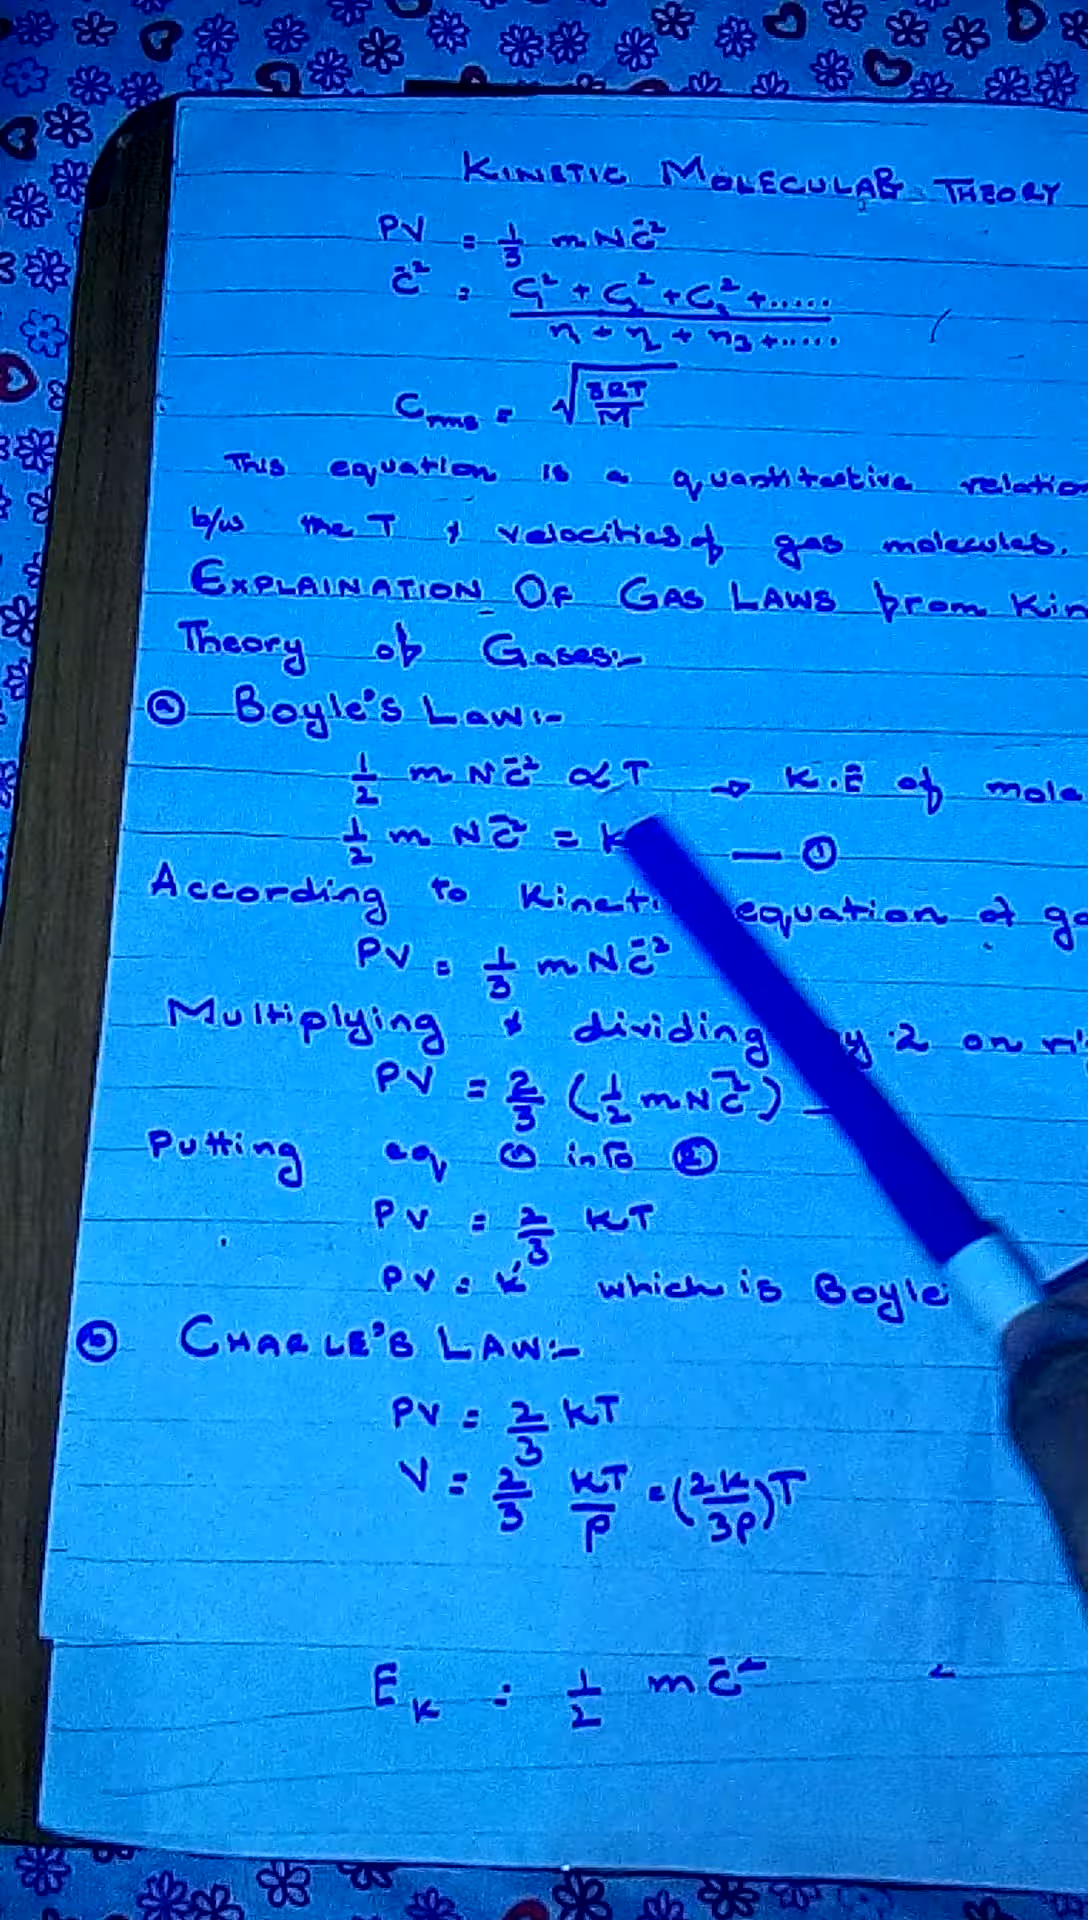 KINETIC MOLECULAR THEORY
PV = 1/3 mNc̄²
c̄² = C₁² + C₂² + C₃² + ..... / n₁ + n₂ + n₃ + .....
Crms = √3RT/M
This equation is a quantitative relation
b/w the T & velocities of gas molecules.
EXPLAINATION OF GAS LAWS from Kin
Theory of Gases:-
ⓐ Boyle's Law:-
1/2 mNc̄² ∝ T → K.E of mole
1/2 mNc̄² = K — ①
According to Kineti equation of ga
PV = 1/3 mNc̄²
Multiplying & dividing by 2 on ri
PV = 2/3 (1/2 mNc̄²) —
Putting eq ① into ②
PV = 2/3 KT
PV = K' which is Boyle
ⓑ CHARLE'S LAW:-
PV = 2/3 KT
V = 2/3 KT/P = (2K/3P)T
EK = 1/2 mc̄²